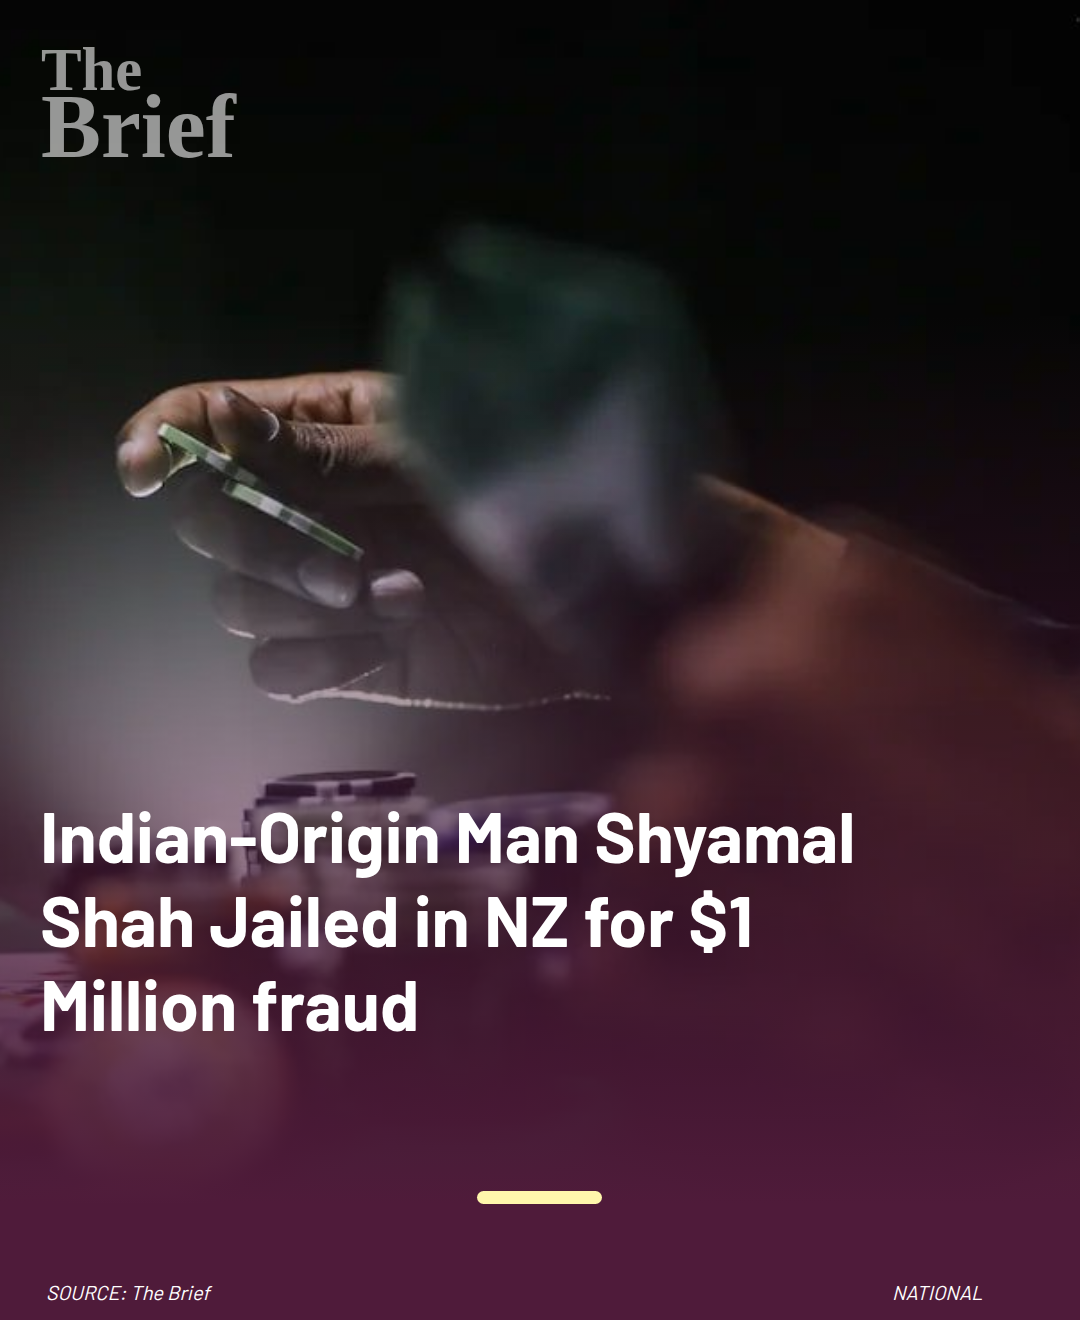 The
Brief
Indian-Origin Man Shyamal
Shah Jailed in NZ for $1
Million fraud
SOURCE: The Brief
NATIONAL